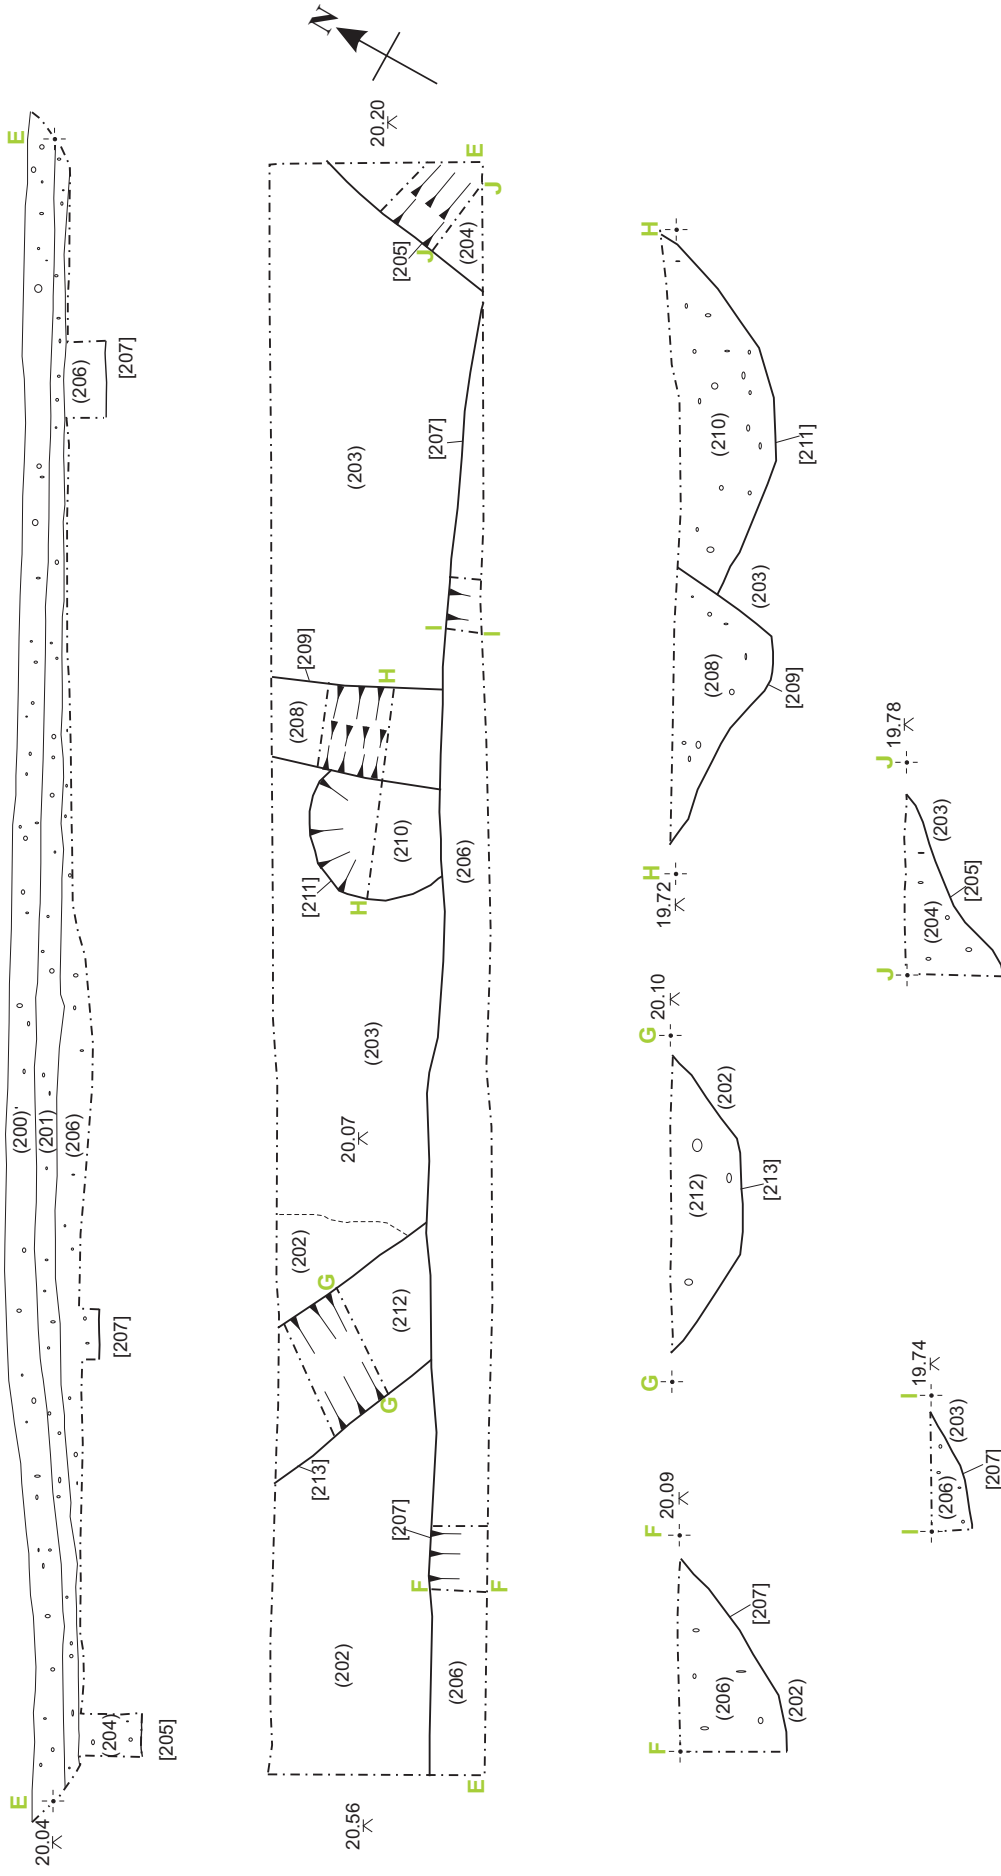 E
20.04
(200)
(201)
(206)
(204)
[205]
[207]
(206)
[207]
E
N
20.56
E
(202)
(206)
F
F
[207]
[213]
G
G
(212)
(202)
20.07
(203)
[211]
H
(210)
(206)
(208)
[209]
H
I
I
(203)
[207]
[205]
J
(204)
J
E
20.20
F
F
20.09
(206)
[207]
(202)
G
G
20.10
(212)
[213]
(202)
H
19.72
H
(208)
[209]
(203)
(210)
[211]
I
I
19.74
(206)
[207]
(203)
J
J
19.78
(204)
[205]
(203)